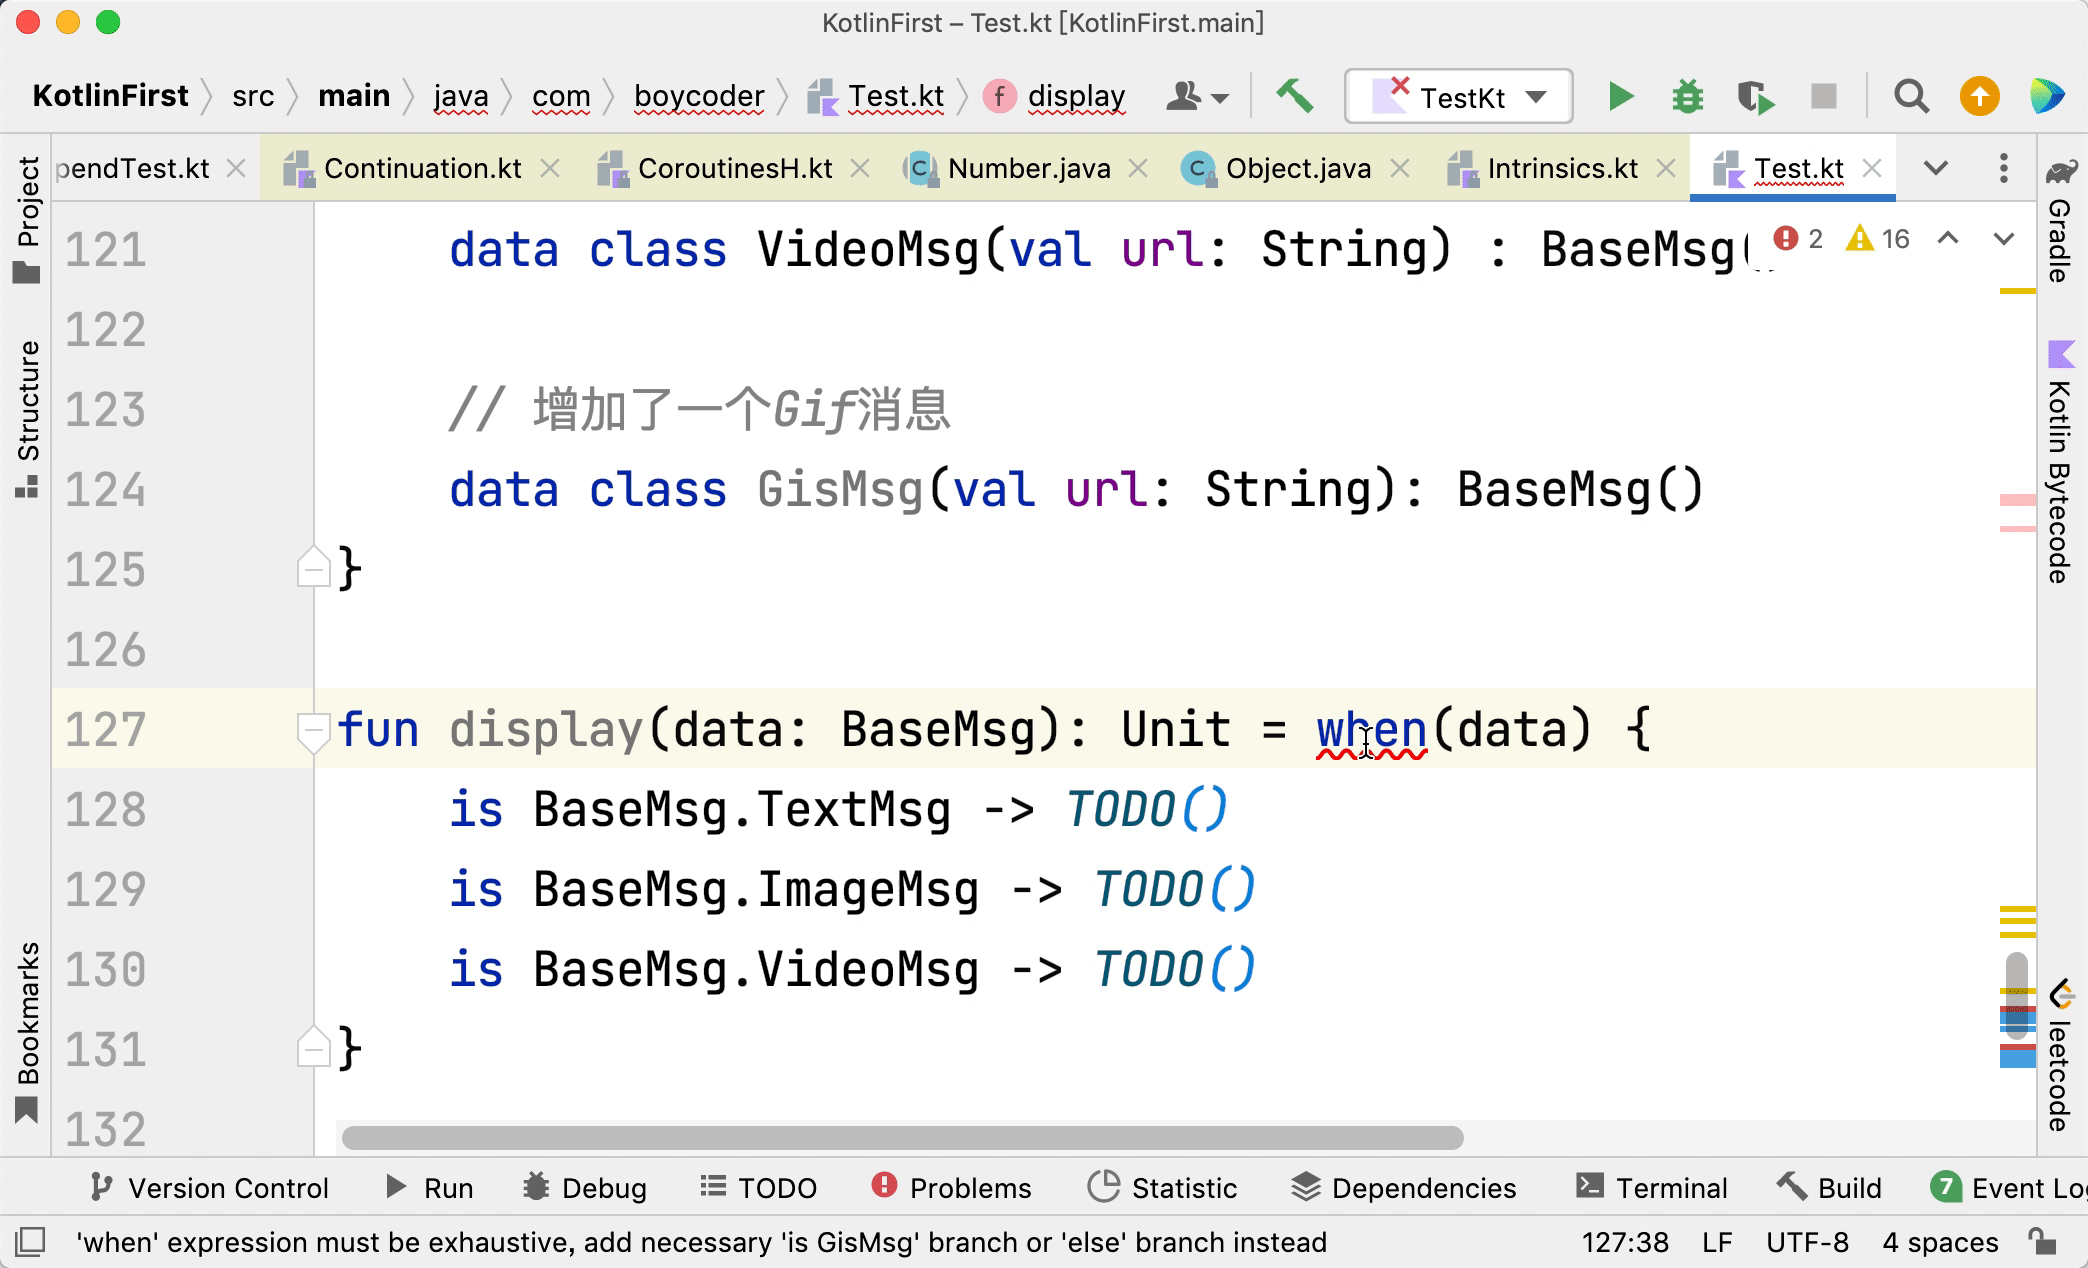 KotlinFirst – Test.kt [KotlinFirst.main]
KotlinFirst src main java com boycoder Test.kt f display TestKt
pendTest.kt Continuation.kt CoroutinesH.kt C Number.java C Object.java Intrinsics.kt Test.kt
Project
Structure
Bookmarks
2 16
121 data class VideoMsg(val url: String) : BaseMsg(
122
123 // 增加了一个Gif消息
124 data class GisMsg(val url: String): BaseMsg()
125 }
126
127 fun display(data: BaseMsg): Unit = when(data) {
128 is BaseMsg.TextMsg -> TODO()
129 is BaseMsg.ImageMsg -> TODO()
130 is BaseMsg.VideoMsg -> TODO()
131 }
132
Gradle
Kotlin Bytecode
leetcode
Version Control Run Debug TODO Problems Statistic Dependencies Terminal Build 7 Event Log
'when' expression must be exhaustive, add necessary 'is GisMsg' branch or 'else' branch instead 127:38 LF UTF-8 4 spaces